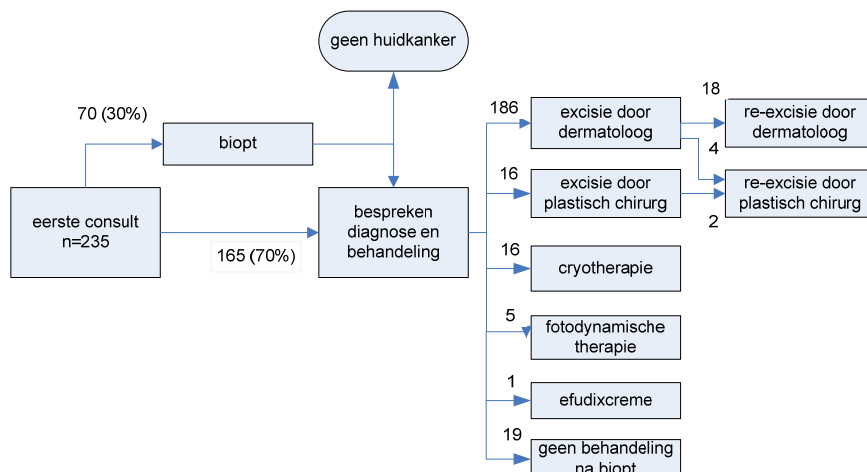 geen huidkanker
70 (30%)
biopt
eerste consult
n=235
165 (70%)
bespreken
diagnose en
behandeling
186
excisie door
dermatoloog
18
re-excisie door
dermatoloog
4
16
excisie door
plastisch chirurg
re-excisie door
plastisch chirurg
2
16
cryotherapie
5
fotodynamische
therapie
1
efudixcreme
19
geen behandeling
na biopt